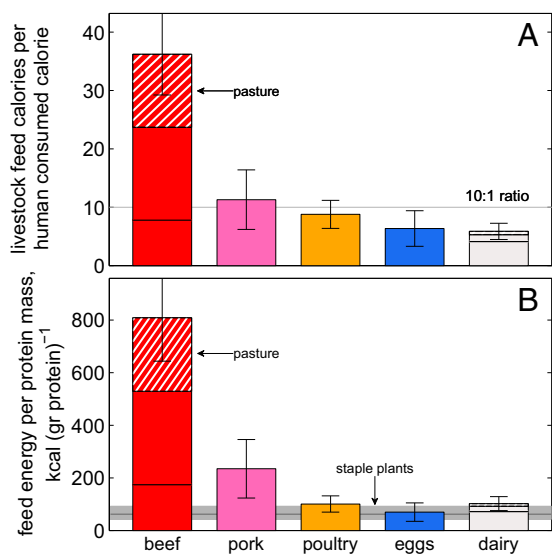 A
livestock feed calories per
human consumed calorie
40
30
20
10
0
pasture
10:1 ratio
B
feed energy per protein mass,
kcal (gr protein)⁻¹
800
600
400
200
0
pasture
staple plants
beef pork poultry eggs dairy